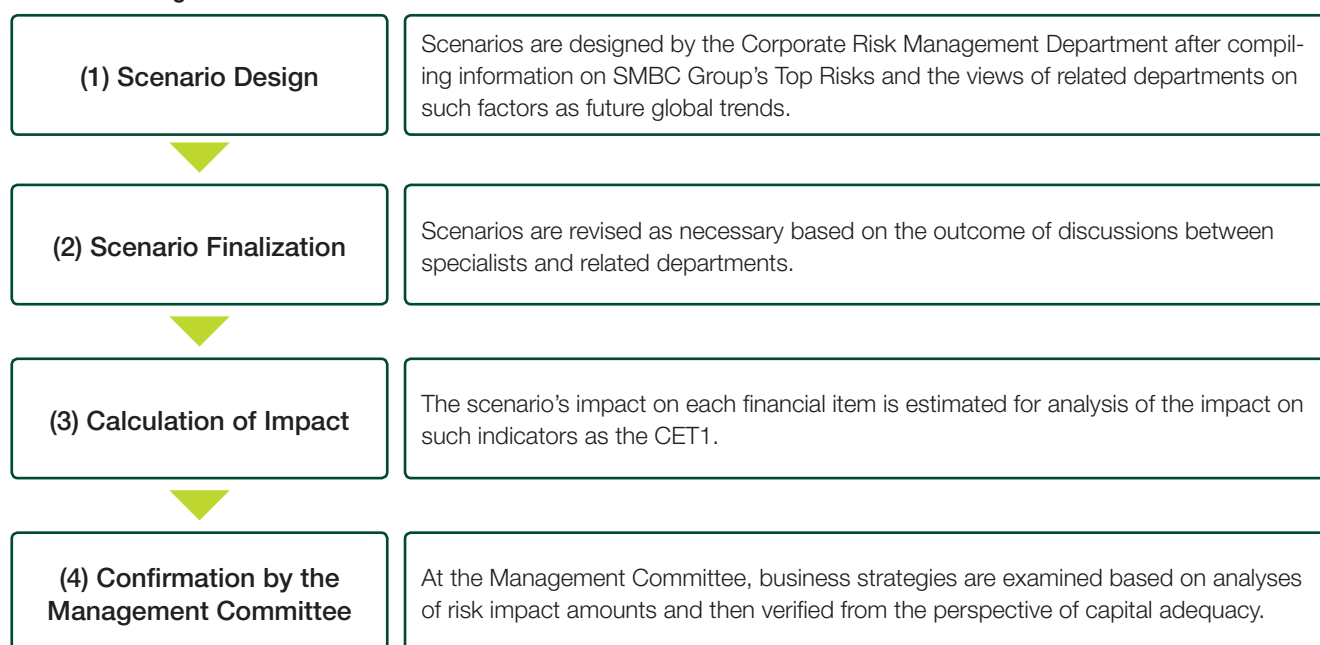 (1) Scenario Design
Scenarios are designed by the Corporate Risk Management Department after compil-
ing information on SMBC Group's Top Risks and the views of related departments on
such factors as future global trends.
(2) Scenario Finalization
Scenarios are revised as necessary based on the outcome of discussions between
specialists and related departments.
(3) Calculation of Impact
The scenario's impact on each financial item is estimated for analysis of the impact on
such indicators as the CET1.
(4) Confirmation by the
Management Committee
At the Management Committee, business strategies are examined based on analyses
of risk impact amounts and then verified from the perspective of capital adequacy.